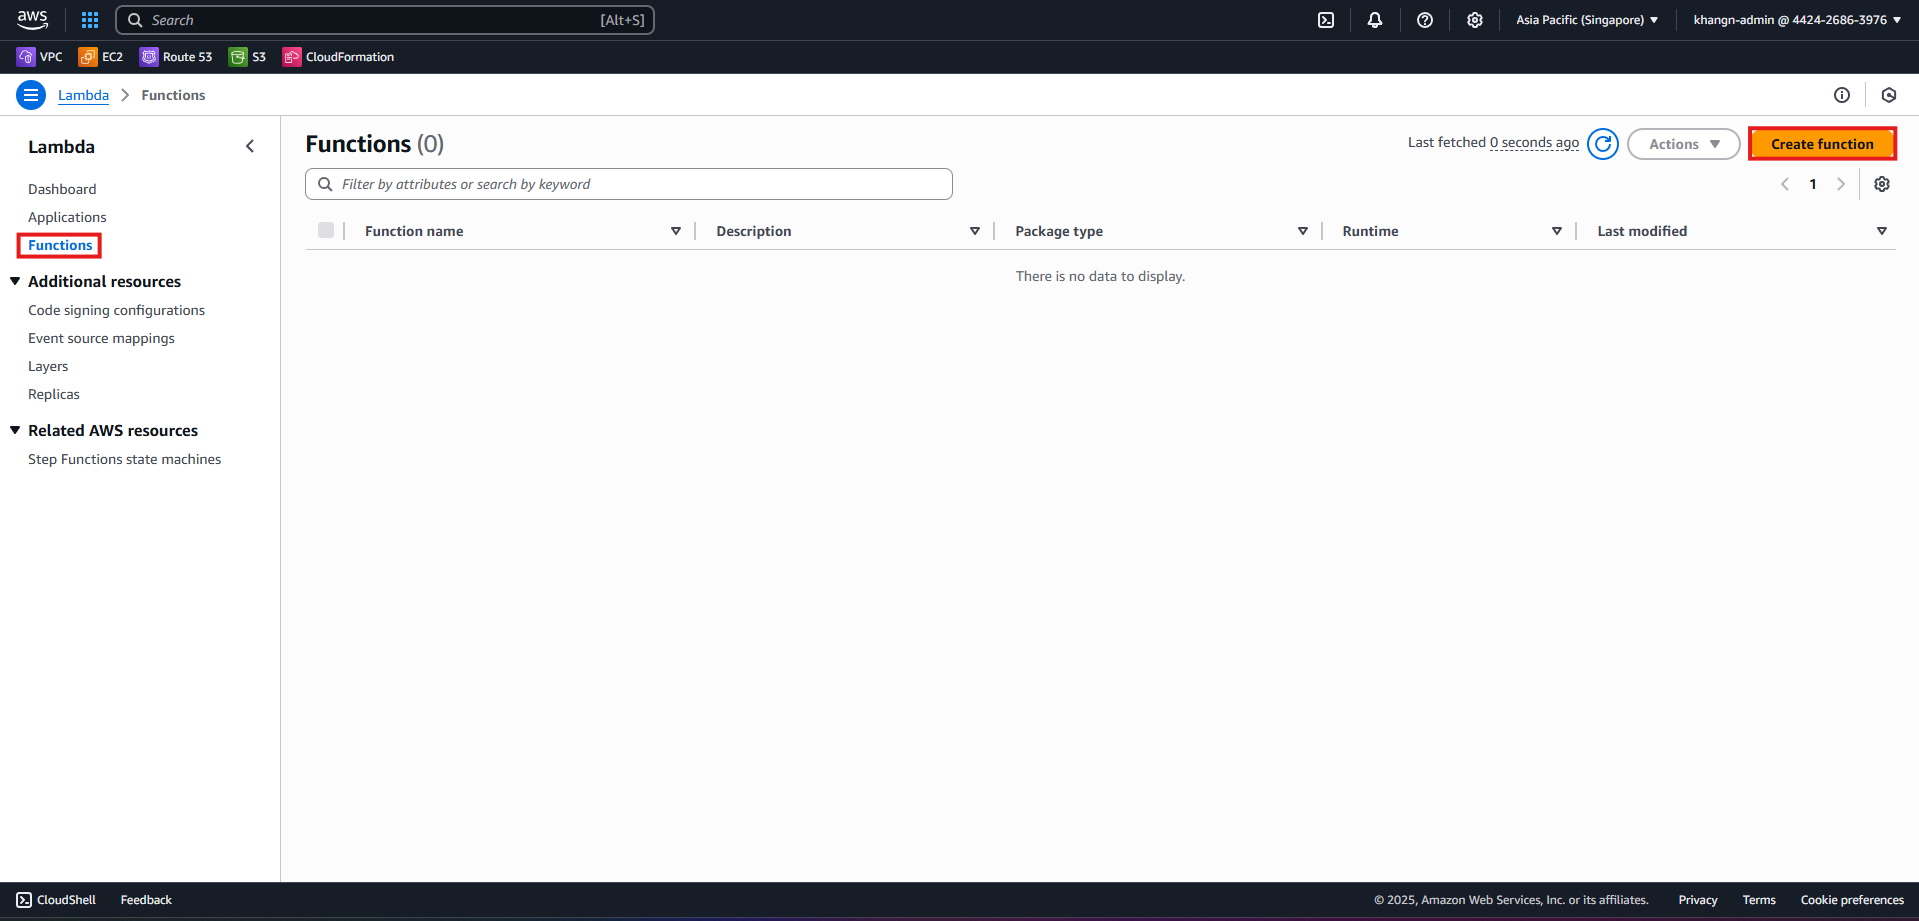 aws Search [Alt+S] Asia Pacific (Singapore) khangn-admin @ 4424-2686-3976
VPC EC2 Route 53 S3 CloudFormation
Lambda Functions
Lambda
Dashboard
Applications
Functions
Additional resources
Code signing configurations
Event source mappings
Layers
Replicas
Related AWS resources
Step Functions state machines
Functions (0)
Last fetched 0 seconds ago Actions Create function
Filter by attributes or search by keyword
1
Function name Description Package type Runtime Last modified
There is no data to display.
CloudShell Feedback © 2025, Amazon Web Services, Inc. or its affiliates. Privacy Terms Cookie preferences